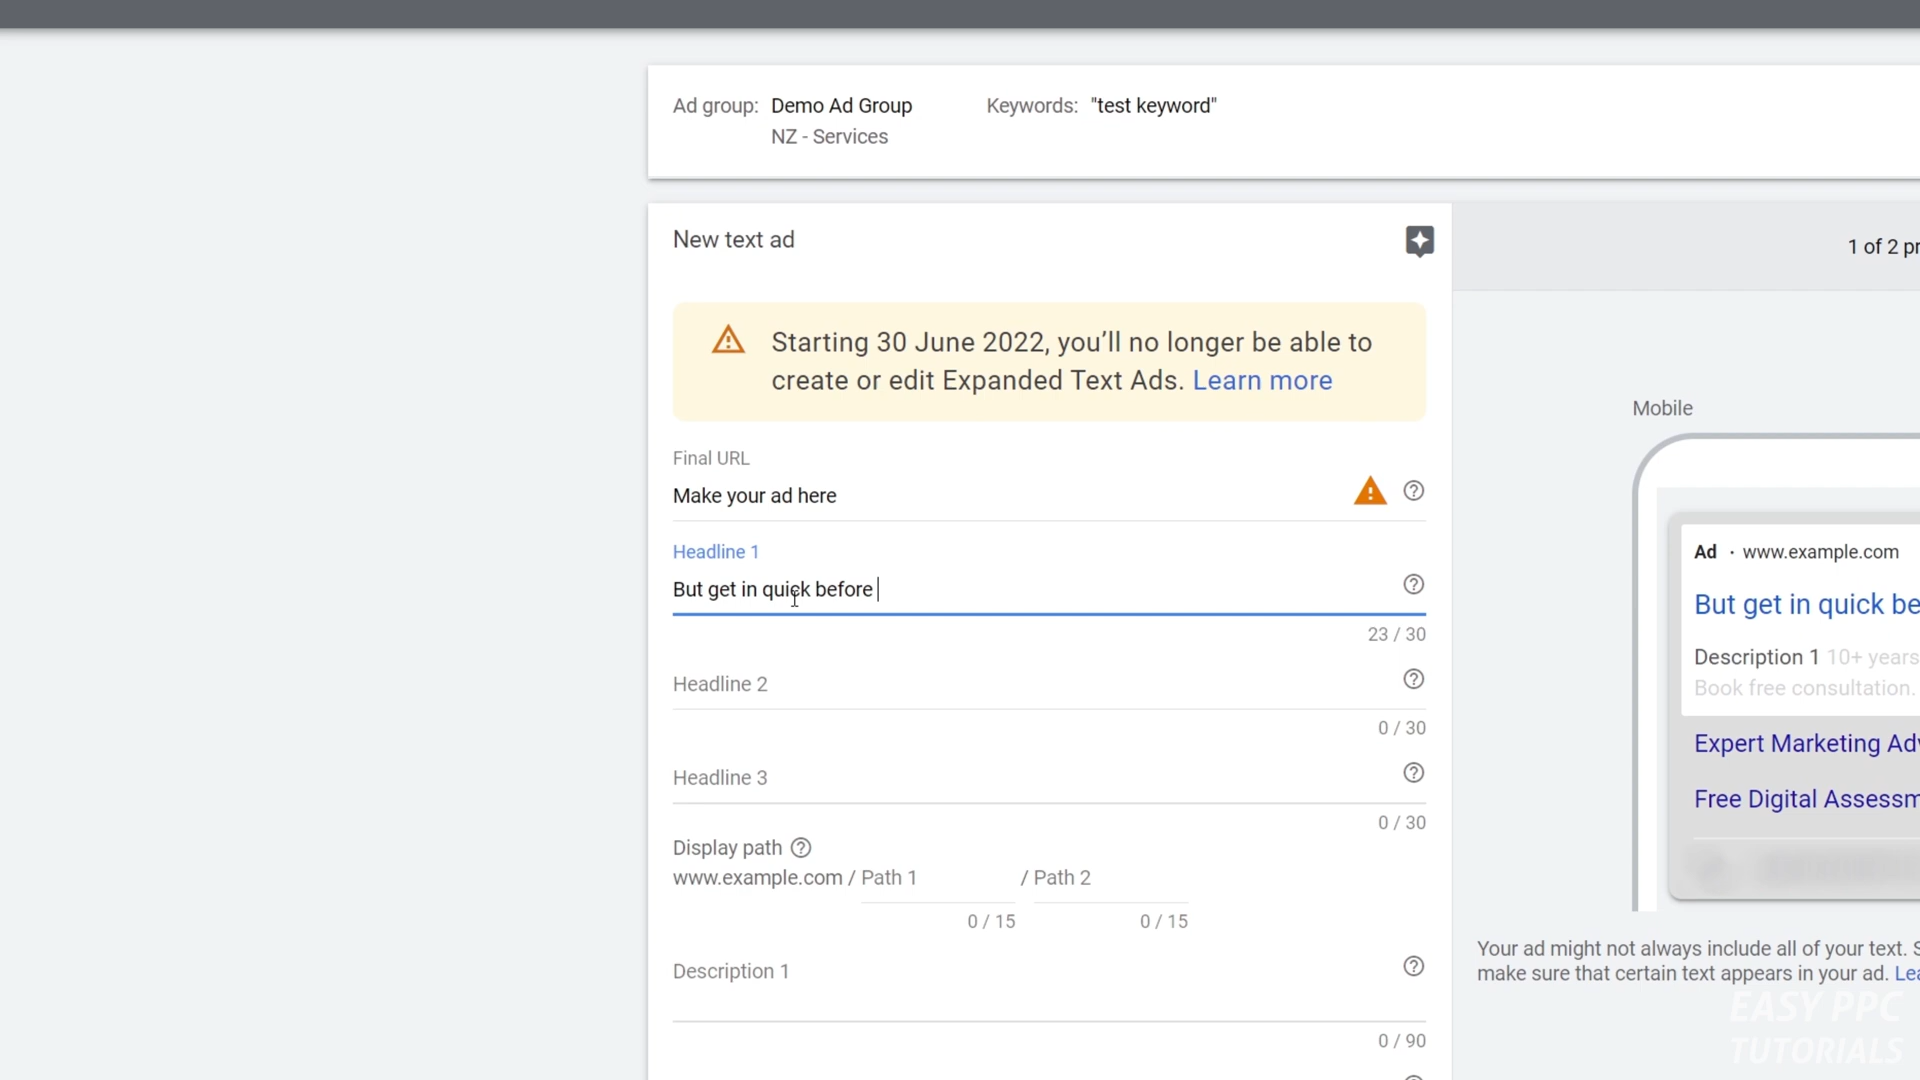 Ad group: Demo Ad Group Keywords: "test keyword"
NZ - Services
New text ad
1 of 2 pr
Starting 30 June 2022, you’ll no longer be able to
create or edit Expanded Text Ads. Learn more
Final URL
Make your ad here
Headline 1
But get in quick before
23 / 30
Headline 2
0 / 30
Headline 3
0 / 30
Display path
www.example.com / Path 1 / Path 2
0 / 15 0 / 15
Description 1
0 / 90
Mobile
Ad · www.example.com
But get in quick be
Description 1 10+ years
Book free consultation.
Expert Marketing Adv
Free Digital Assessm
Your ad might not always include all of your text. S
make sure that certain text appears in your ad. Lea
EASY PPC
TUTORIALS